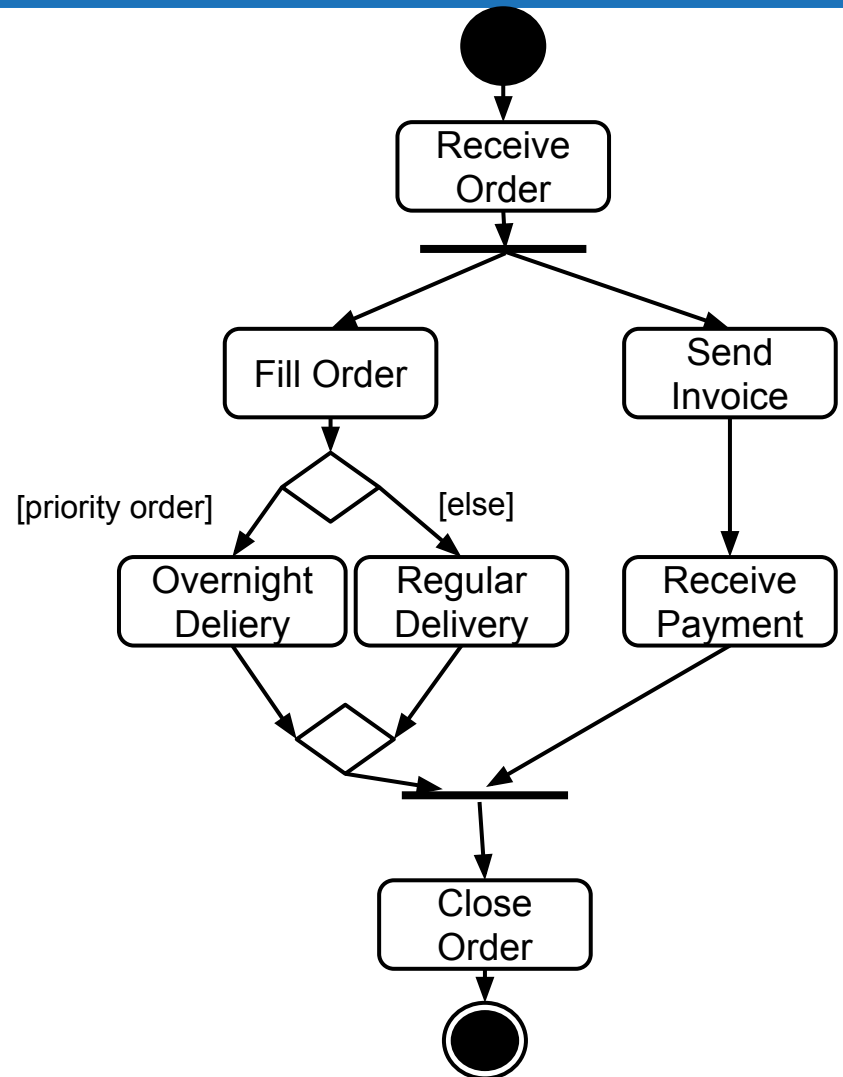 Receive
Order
Fill Order
Send
Invoice
[priority order]
[else]
Overnight
Deliery
Regular
Delivery
Receive
Payment
Close
Order